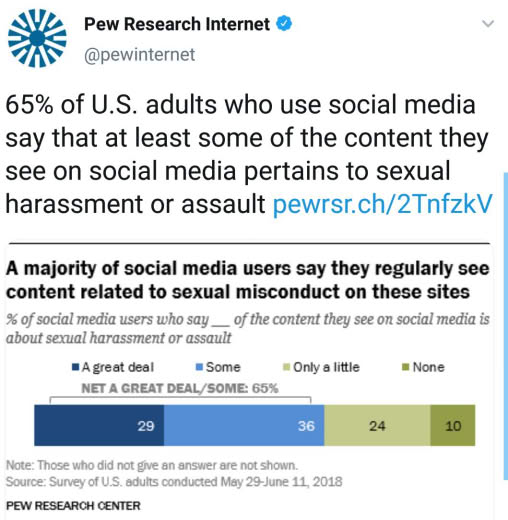 Pew Research Internet
@pewinternet
65% of U.S. adults who use social media
say that at least some of the content they
see on social media pertains to sexual
harassment or assault pewrsr.ch/2TnfzkV
A majority of social media users say they regularly see
content related to sexual misconduct on these sites
% of social media users who say __ of the content they see on social media is
about sexual harassment or assault
A great deal Some Only a little None
NET A GREAT DEAL/SOME: 65%
29 36 24 10
Note: Those who did not give an answer are not shown.
Source: Survey of U.S. adults conducted May 29-June 11, 2018
PEW RESEARCH CENTER